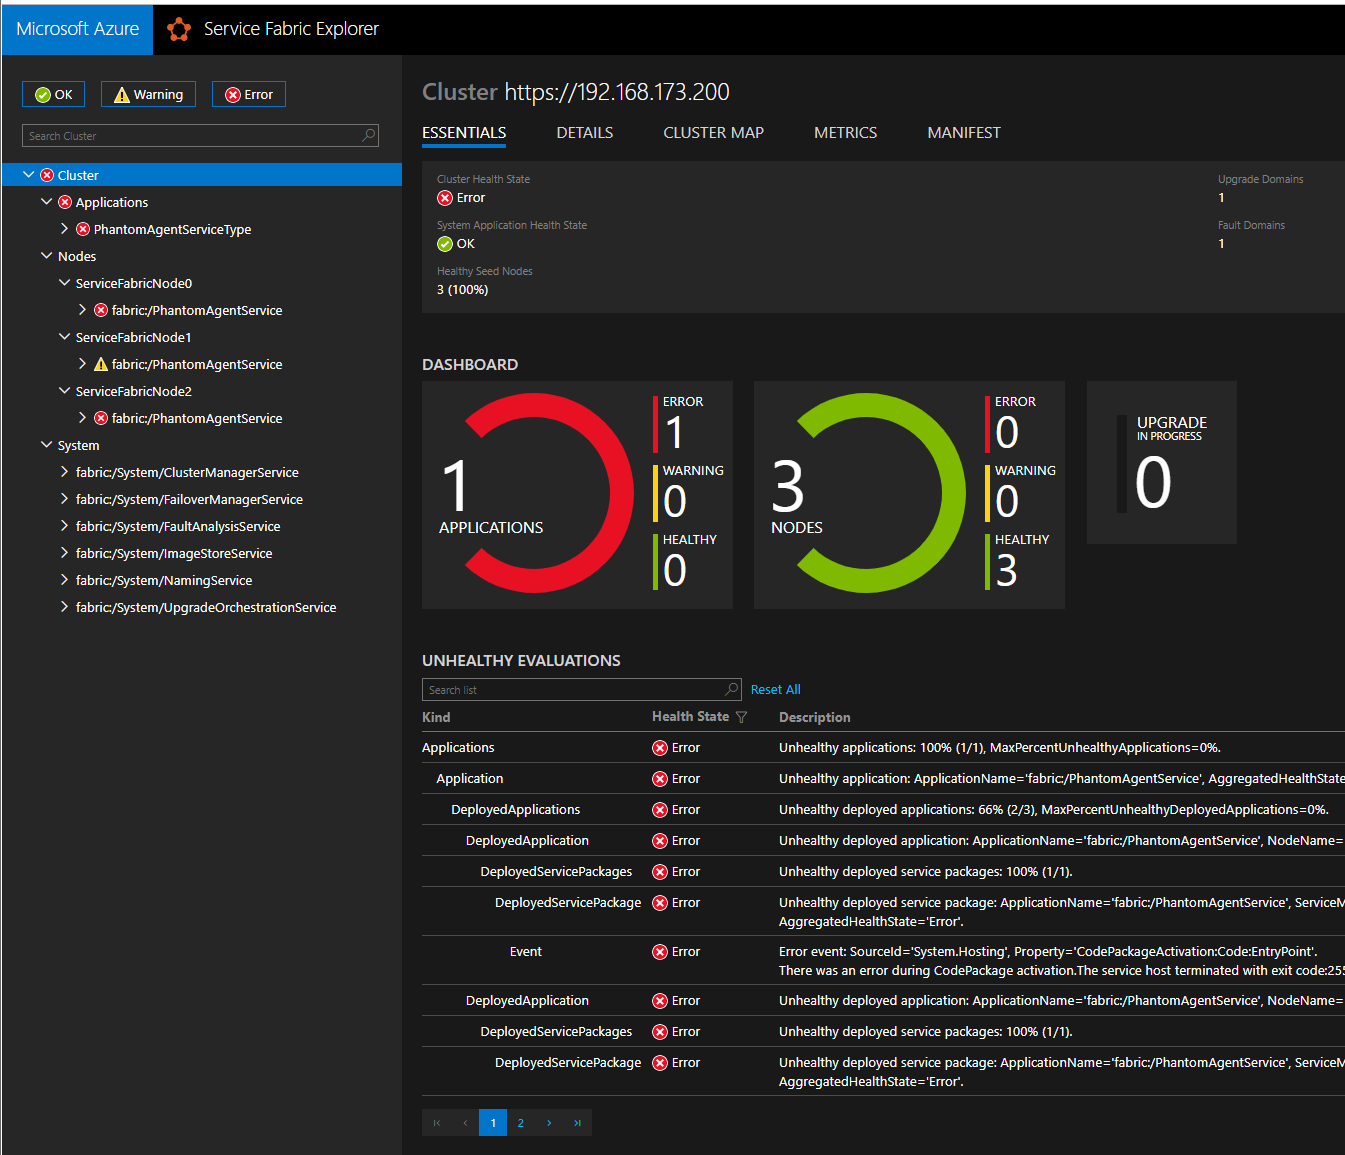 Microsoft Azure
Service Fabric Explorer
OK
Warning
Error
Search Cluster
Cluster
Applications
PhantomAgentServiceType
Nodes
ServiceFabricNode0
fabric:/PhantomAgentService
ServiceFabricNode1
fabric:/PhantomAgentService
ServiceFabricNode2
fabric:/PhantomAgentService
System
fabric:/System/ClusterManagerService
fabric:/System/FailoverManagerService
fabric:/System/FaultAnalysisService
fabric:/System/ImageStoreService
fabric:/System/NamingService
fabric:/System/UpgradeOrchestrationService
Cluster https://192.168.173.200
ESSENTIALS DETAILS CLUSTER MAP METRICS MANIFEST
Cluster Health State
Error
System Application Health State
OK
Healthy Seed Nodes
3 (100%)
Upgrade Domains
1
Fault Domains
1
DASHBOARD
1
APPLICATIONS
ERROR
1
WARNING
0
HEALTHY
0
3
NODES
ERROR
0
WARNING
0
HEALTHY
3
UPGRADE
IN PROGRESS
0
UNHEALTHY EVALUATIONS
Search list
Reset All
Kind Health State Description
Applications Error Unhealthy applications: 100% (1/1), MaxPercentUnhealthyApplications=0%.
Application Error Unhealthy application: ApplicationName='fabric:/PhantomAgentService', AggregatedHealthState
DeployedApplications Error Unhealthy deployed applications: 66% (2/3), MaxPercentUnhealthyDeployedApplications=0%.
DeployedApplication Error Unhealthy deployed application: ApplicationName='fabric:/PhantomAgentService', NodeName=
DeployedServicePackages Error Unhealthy deployed service packages: 100% (1/1).
DeployedServicePackage Error Unhealthy deployed service package: ApplicationName='fabric:/PhantomAgentService', ServiceM
AggregatedHealthState='Error'.
Event Error Error event: SourceId='System.Hosting', Property='CodePackageActivation:Code:EntryPoint'.
There was an error during CodePackage activation.The service host terminated with exit code:255
DeployedApplication Error Unhealthy deployed application: ApplicationName='fabric:/PhantomAgentService', NodeName=
DeployedServicePackages Error Unhealthy deployed service packages: 100% (1/1).
DeployedServicePackage Error Unhealthy deployed service package: ApplicationName='fabric:/PhantomAgentService', ServiceM
AggregatedHealthState='Error'.
1 2